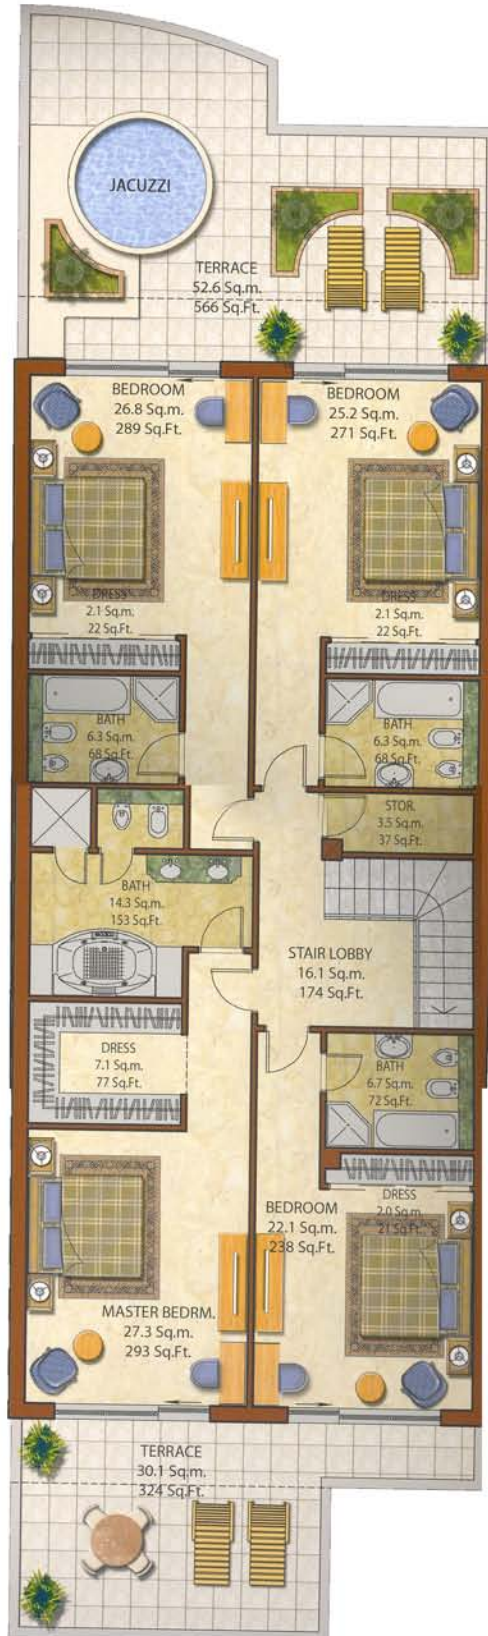 JACUZZI
TERRACE
52.6 Sq.m.
566 Sq.Ft.
BEDROOM
26.8 Sq.m.
289 Sq.Ft.
BEDROOM
25.2 Sq.m.
271 Sq.Ft.
DRESS
2.1 Sq.m.
22 Sq.Ft.
DRESS
2.1 Sq.m.
22 Sq.Ft.
BATH
6.3 Sq.m.
68 Sq.Ft.
BATH
6.3 Sq.m.
68 Sq.Ft.
STOR.
3.5 Sq.m.
37 Sq.Ft.
BATH
14.3 Sq.m.
153 Sq.Ft.
STAIR LOBBY
16.1 Sq.m.
174 Sq.Ft.
DRESS
7.1 Sq.m.
77 Sq.Ft.
BATH
6.7 Sq.m.
72 Sq.Ft.
DRESS
2.0 Sq.m.
21 Sq.Ft.
BEDROOM
22.1 Sq.m.
238 Sq.Ft.
MASTER BEDRM.
27.3 Sq.m.
293 Sq.Ft.
TERRACE
30.1 Sq.m.
324 Sq.Ft.